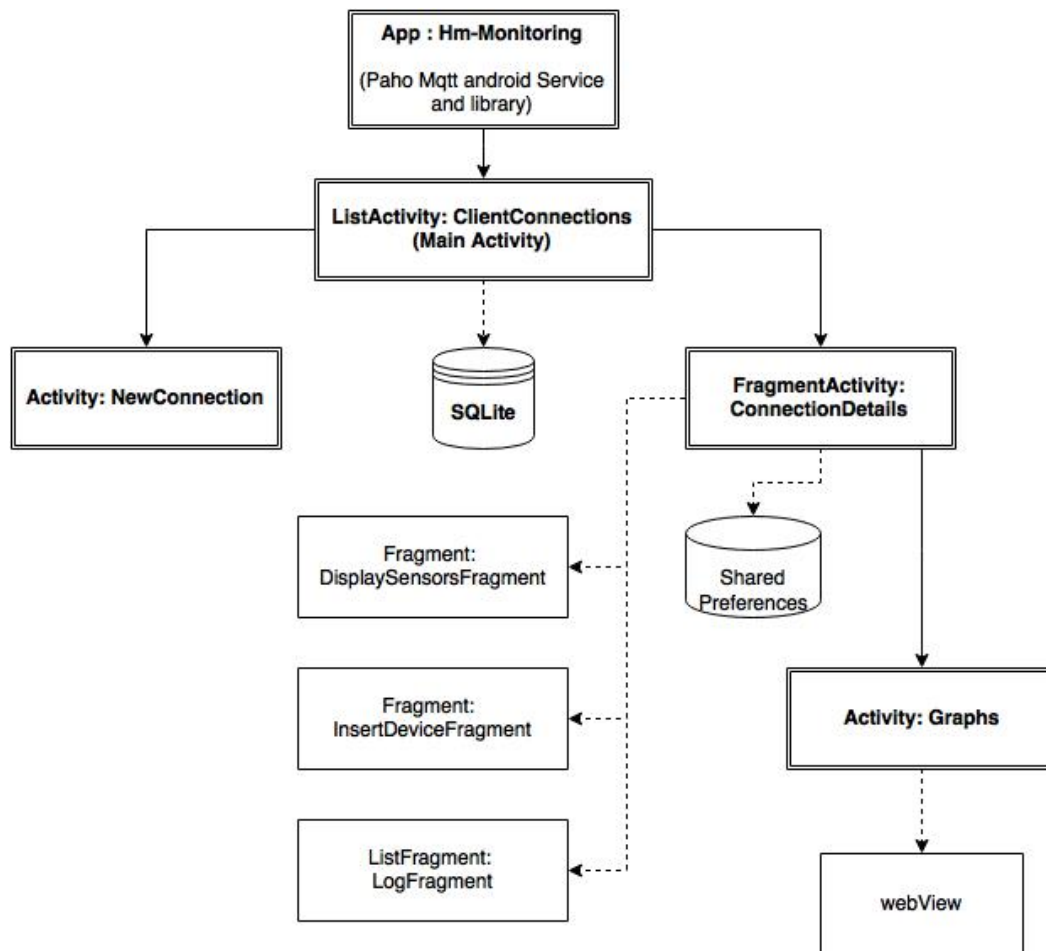 App : Hm-Monitoring
(Paho Mqtt android Service
and library)
ListActivity: ClientConnections
(Main Activity)
Activity: NewConnection
SQLite
FragmentActivity:
ConnectionDetails
Fragment:
DisplaySensorsFragment
Shared
Preferences
Fragment:
InsertDeviceFragment
Activity: Graphs
ListFragment:
LogFragment
webView